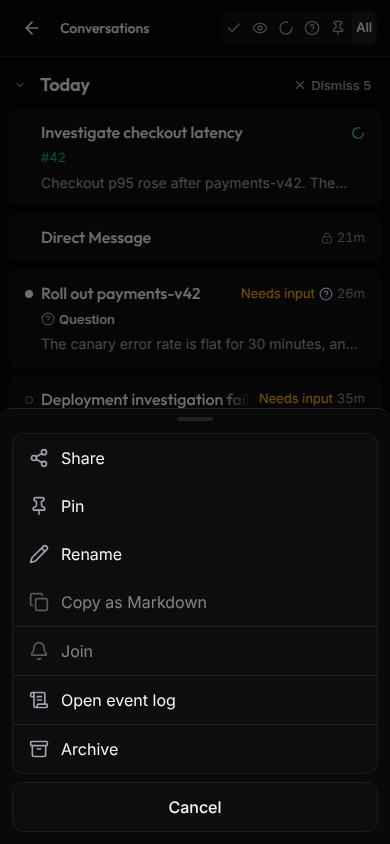 Conversations
All
Today
Dismiss 5
Investigate checkout latency
#42
Checkout p95 rose after payments-v42. The...
Direct Message
21m
Roll out payments-v42
Needs input
26m
Question
The canary error rate is flat for 30 minutes, an...
Deployment investigation fail
Needs input
35m
Share
Pin
Rename
Copy as Markdown
Join
Open event log
Archive
Cancel